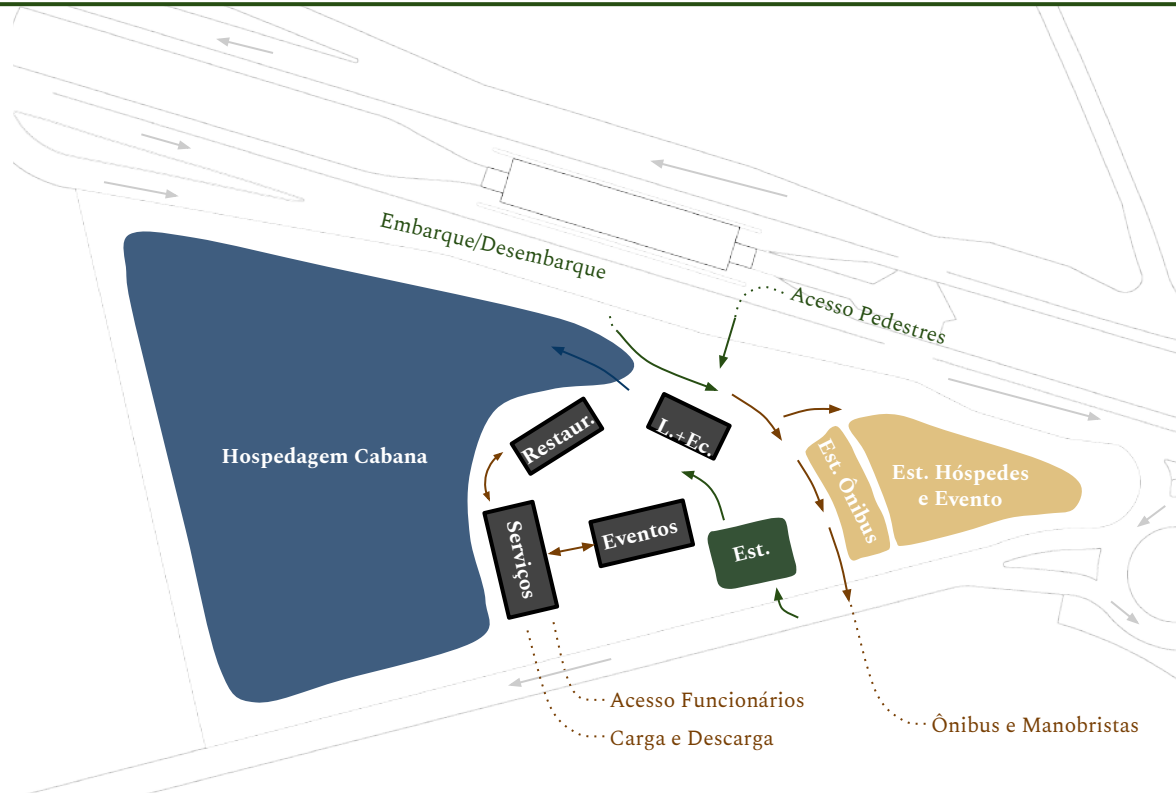 Embarque/Desembarque
Acesso Pedestres
Hospedagem Cabana
Restaur.
L.+Ec.
Est. Ônibus
Est. Hóspedes
e Evento
Serviços
Eventos
Est.
Acesso Funcionários
Carga e Descarga
Ônibus e Manobristas